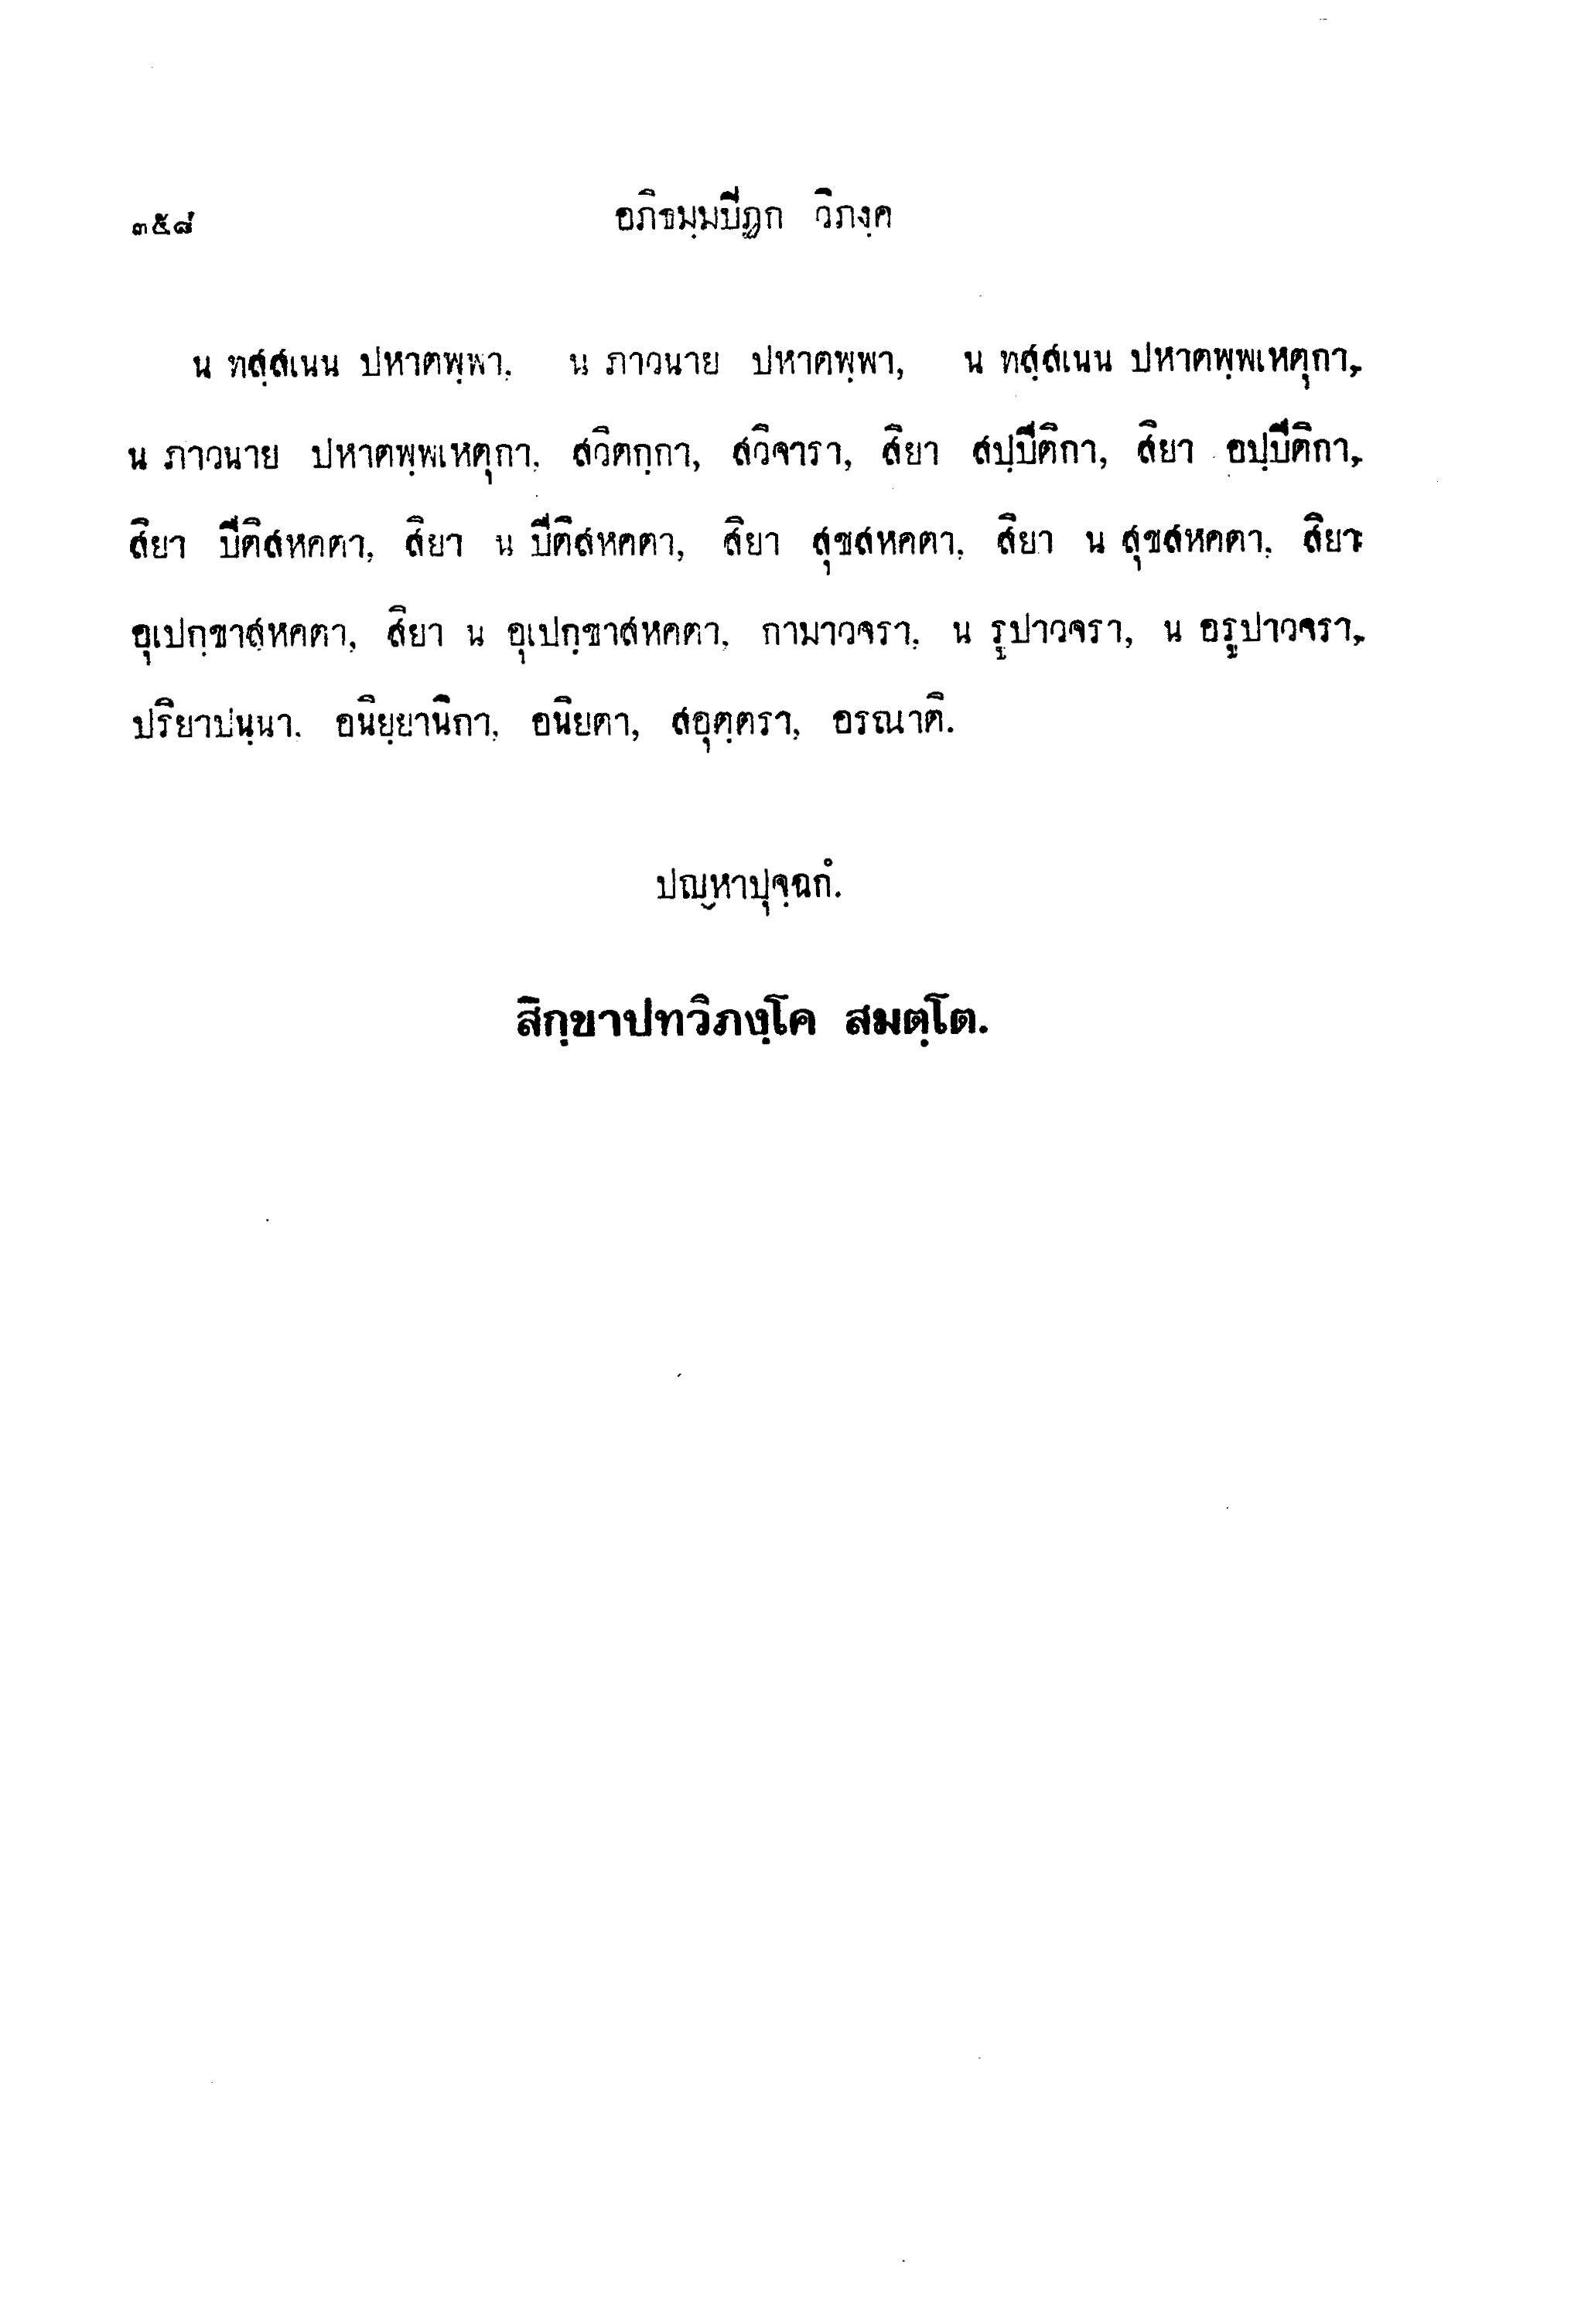 ๓๕๘ อภิธมฺมปีฏก วิภงฺค
น ทสฺสเนน ปหาตพฺพา, น ภาวนาย ปหาตพฺพา, น ทสฺสเนน ปหาตพฺพเหตุกา,
น ภาวนาย ปหาตพฺพเหตุกา, สวิตกฺกา, สวิจารา, สิยา สปฺปีติกา, สิยา อปฺปีติกา,
สิยา ปีติสหคตา, สิยา น ปีติสหคตา, สิยา สุขสหคตา, สิยา น สุขสหคตา, สิยา
อุเปกฺขาสหคตา, สิยา น อุเปกฺขาสหคตา, กามาวจรา, น รูปาวจรา, น อรูปาวจรา,
ปริยาปนฺนา, อนิยฺยานิกา, อนิยตา, สอุตฺตรา, อรณาติ.
ปญฺหาปุจฺฉกํ.
สิกฺขาปทวิภงฺโค สมตฺโต.